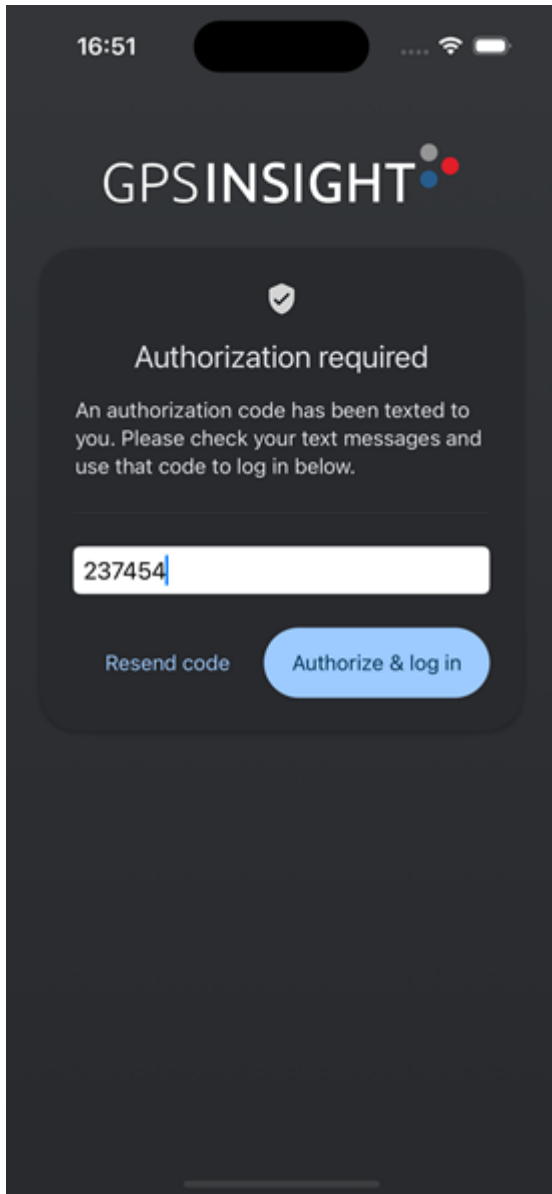 16:51
GPSINSIGHT
Authorization required
An authorization code has been texted to
you. Please check your text messages and
use that code to log in below.
237454
Resend code
Authorize & log in